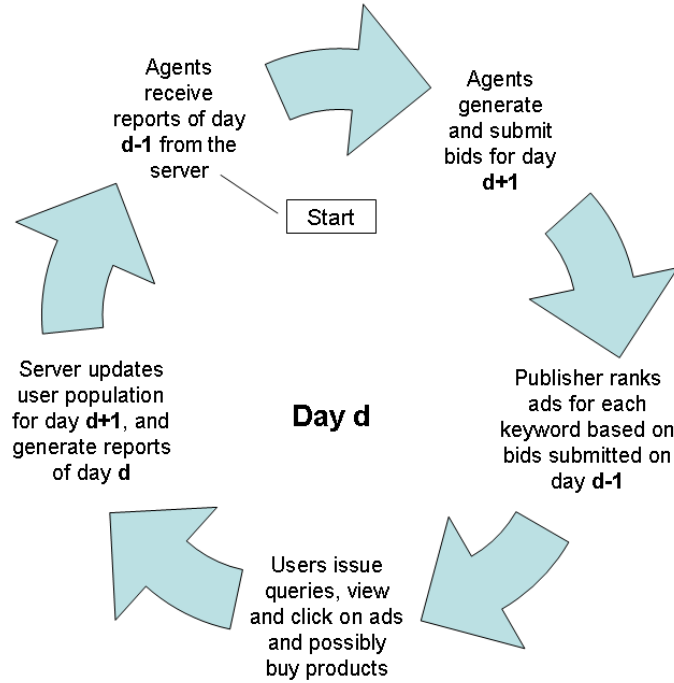 Agents
receive
reports of day
d-1 from the
server
Start
Agents
generate
and submit
bids for day
d+1
Publisher ranks
ads for each
keyword based on
bids submitted on
day d-1
Users issue
queries, view
and click on ads
and possibly
buy products
Server updates
user population
for day d+1, and
generate reports
of day d
Day d